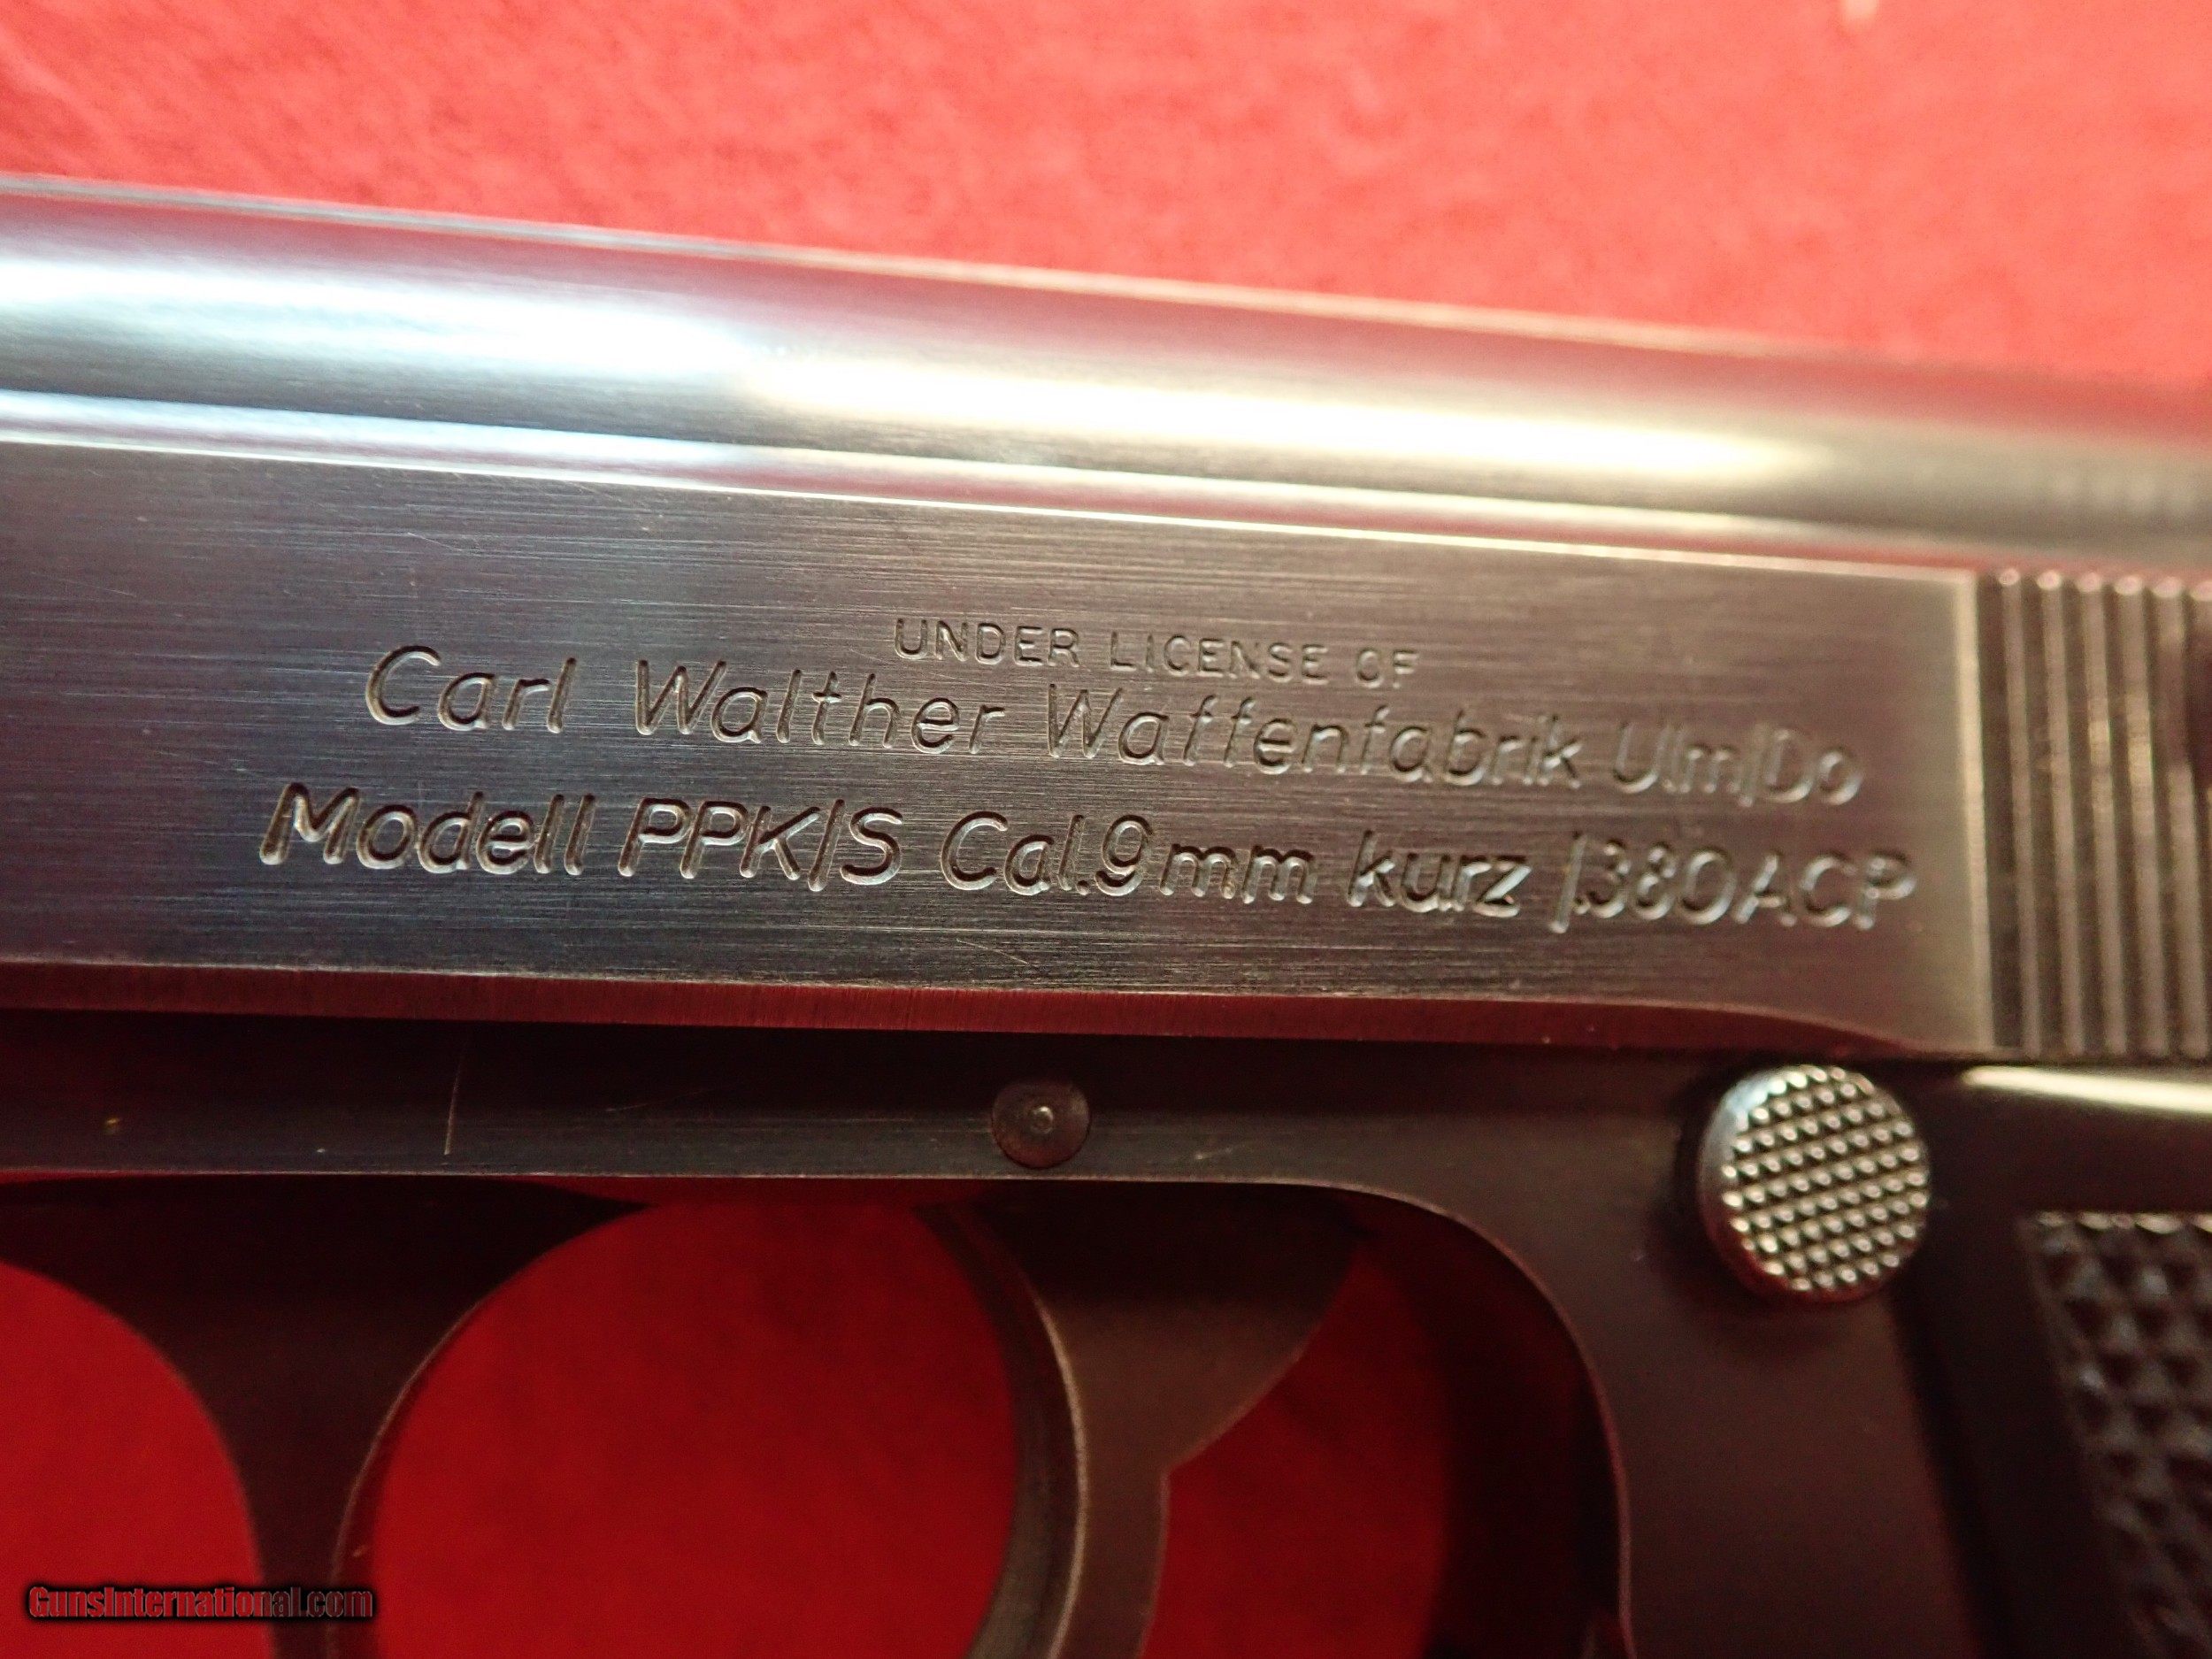 UNDER LICENSE OF
Carl Walther Waffenfabrik Ulm/Do
Modell PPK/S Cal.9mm kurz /.380ACP
GunsInternational.com